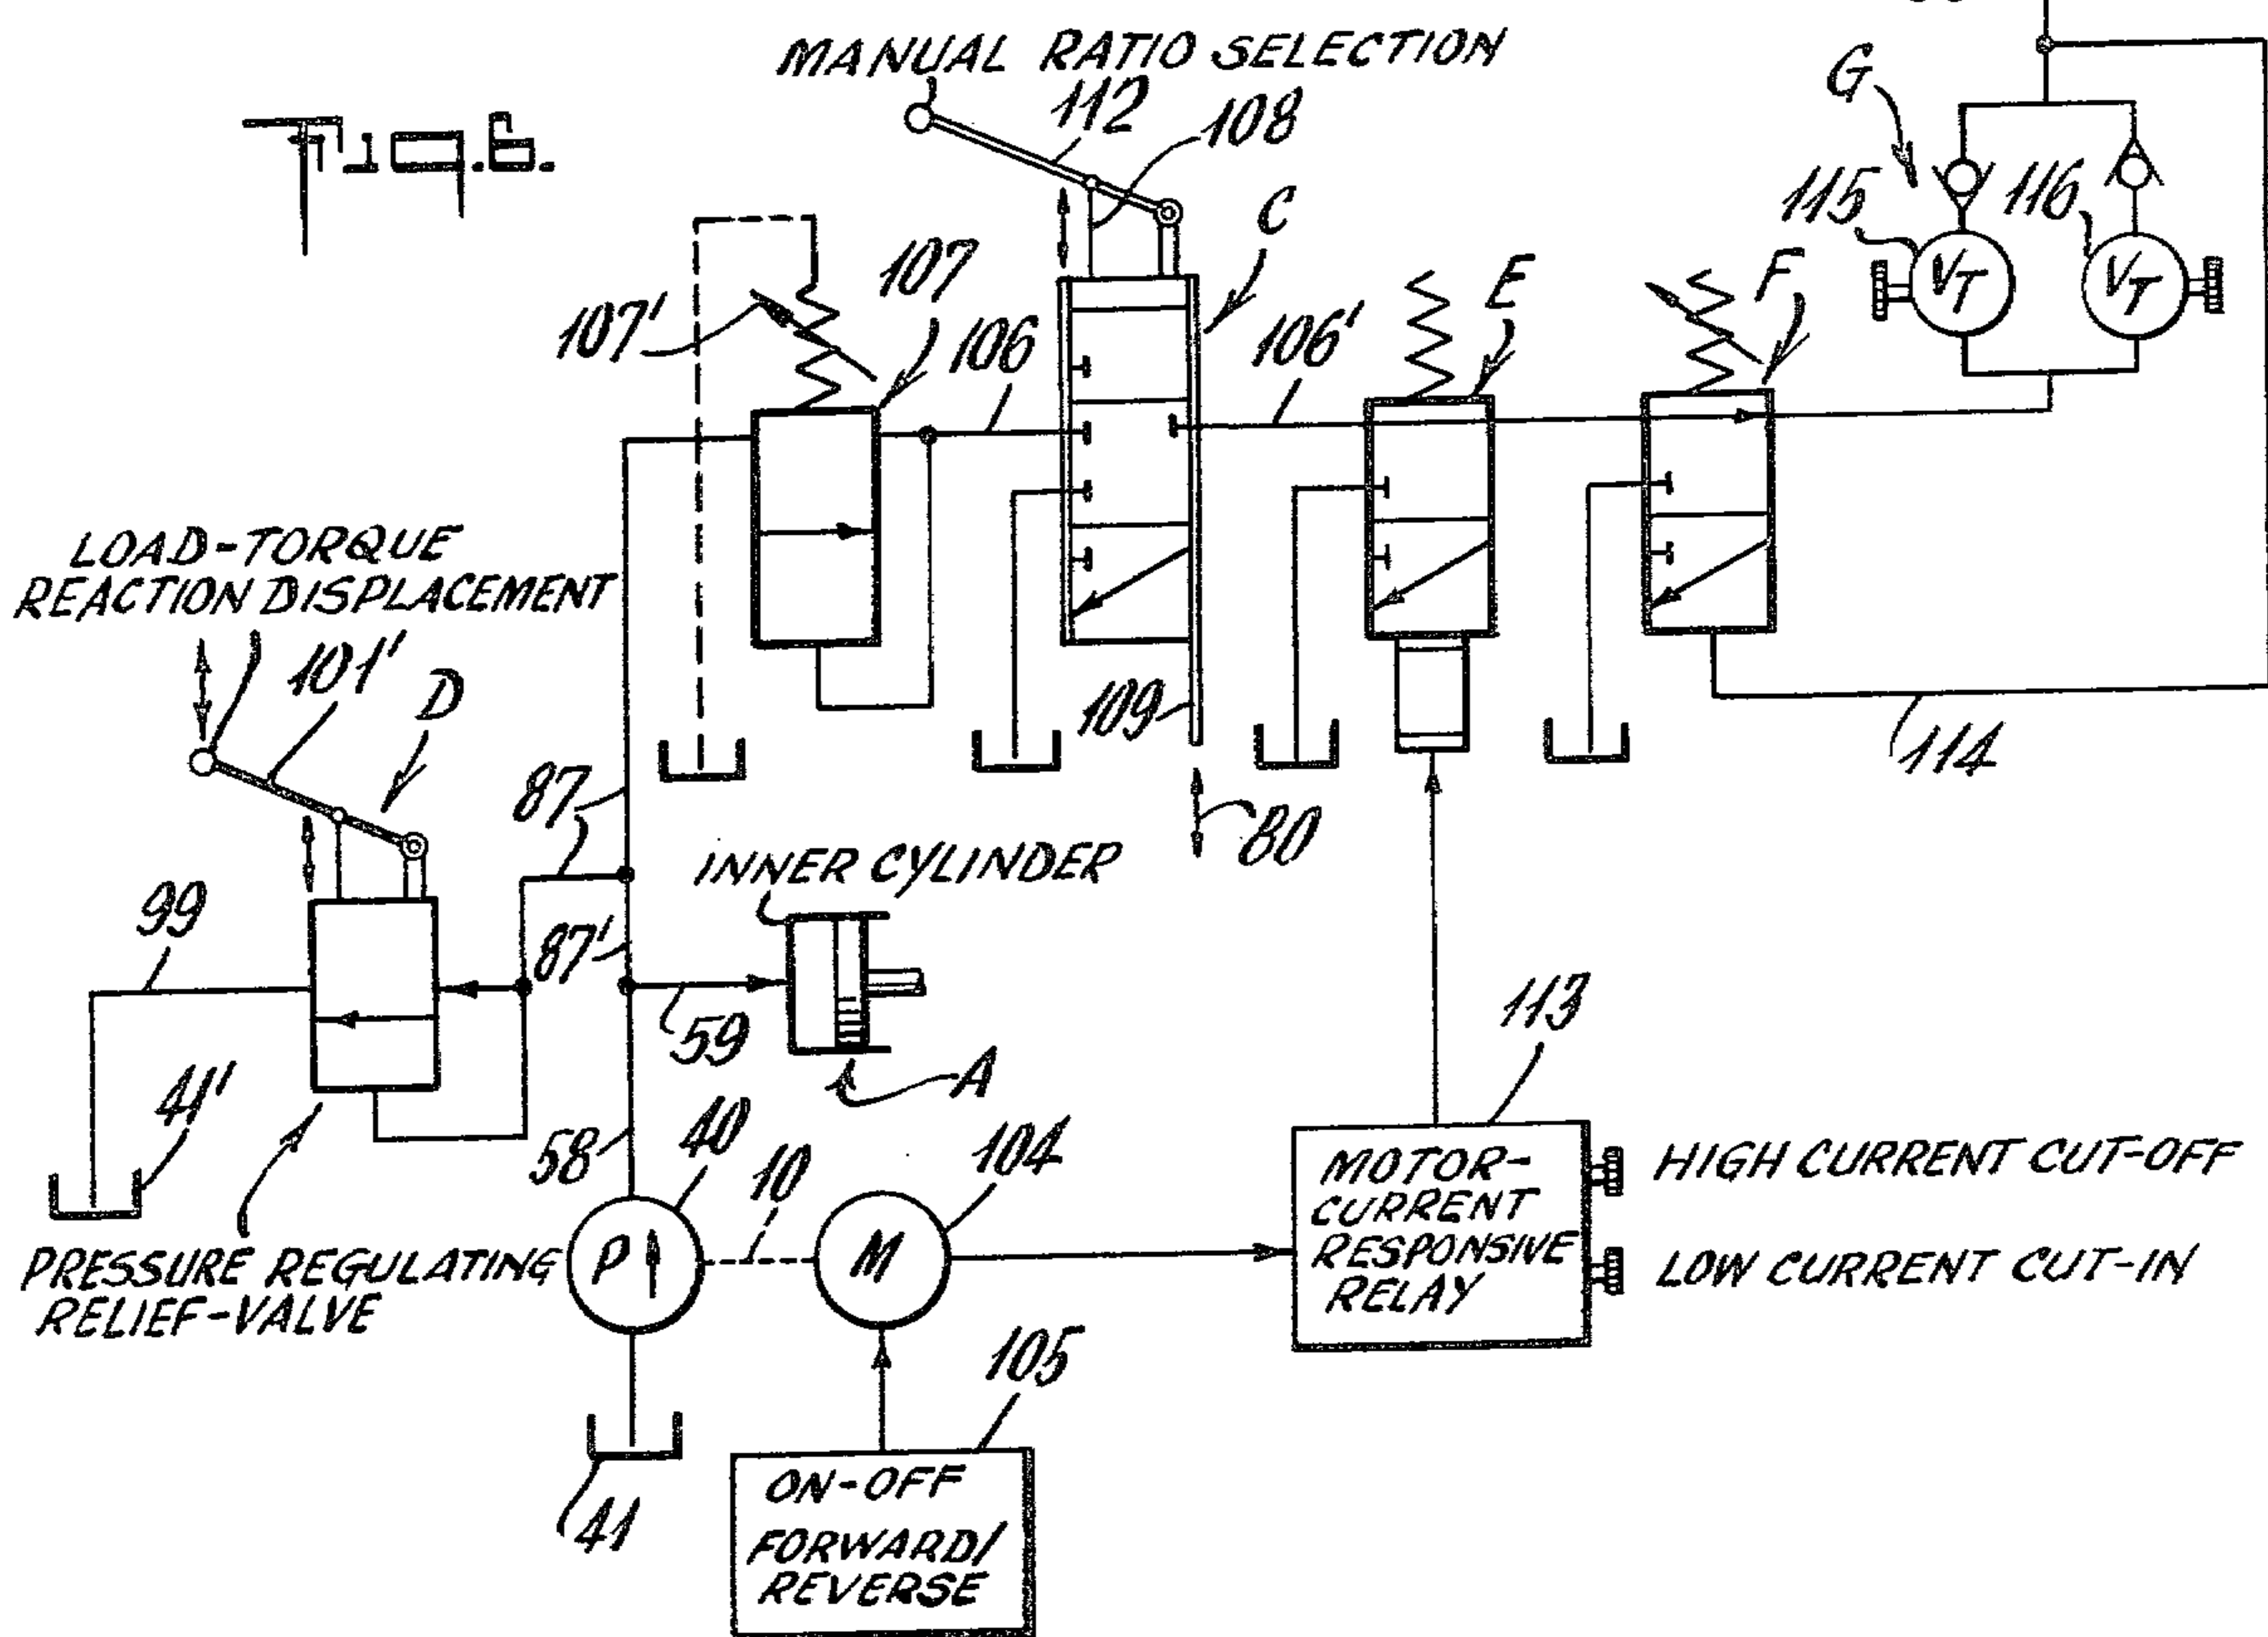 Fig.6.
MANUAL RATIO SELECTION
112
108
G
115
116
VT
VT
C
107
107'
106
106'
E
F
LOAD-TORQUE
REACTION DISPLACEMENT
101'
D
109
114
87
80
INNER CYLINDER
99
87'
59
A
113
41'
58
40
10
104
PRESSURE REGULATING
RELIEF-VALVE
P
M
MOTOR-
CURRENT
RESPONSIVE
RELAY
HIGH CURRENT CUT-OFF
LOW CURRENT CUT-IN
105
41
ON-OFF
FORWARD/
REVERSE